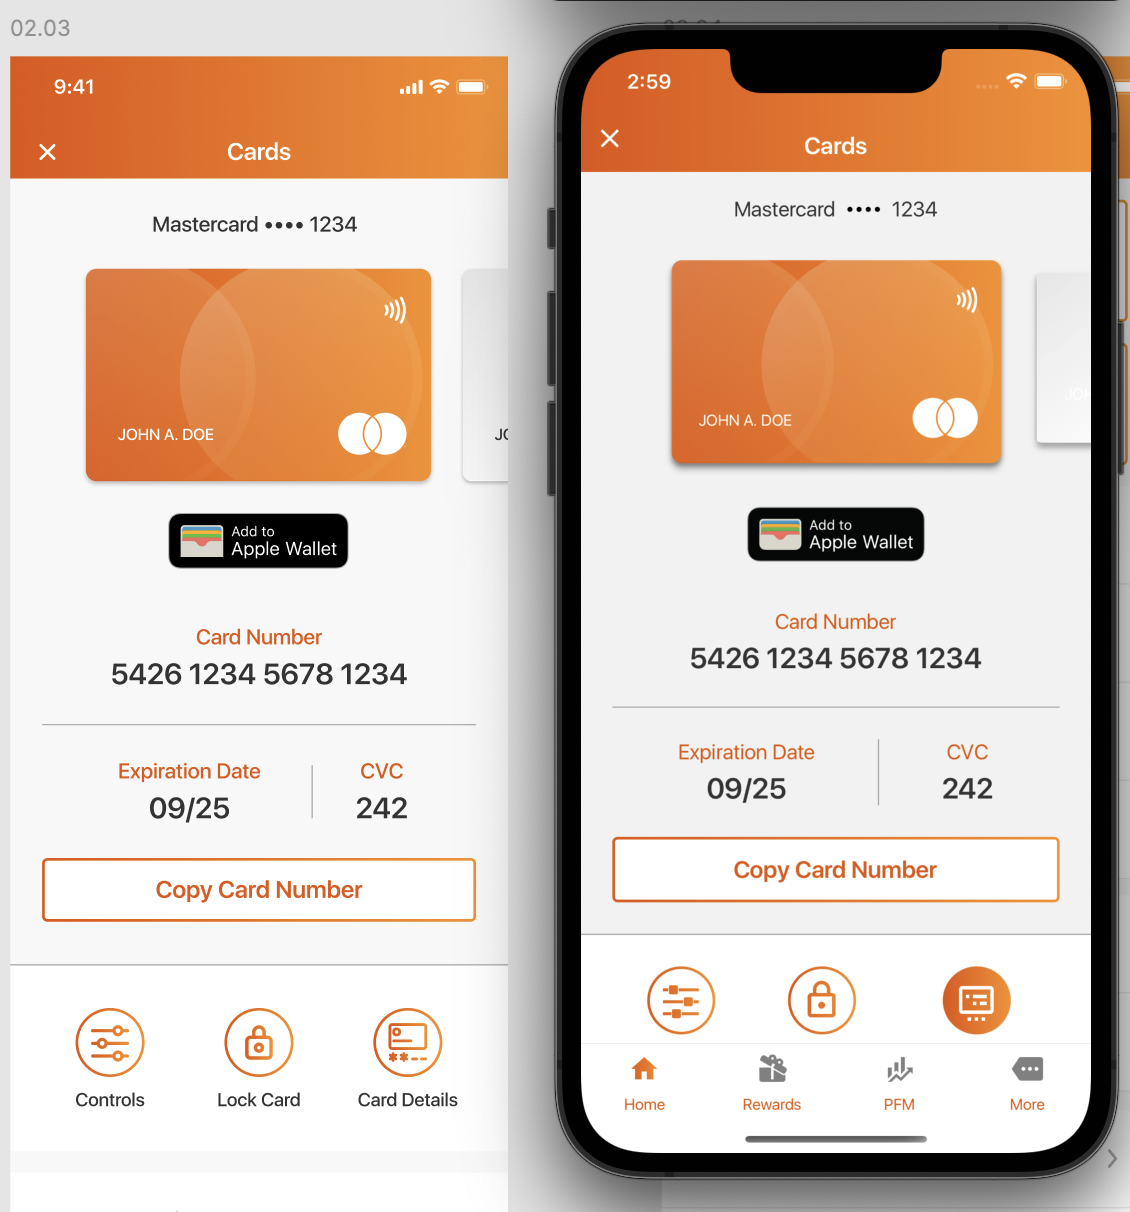 02.03
9:41
Cards
Mastercard •••• 1234
JOHN A. DOE
Add to
Apple Wallet
Card Number
5426 1234 5678 1234
Expiration Date
CVC
09/25
242
Copy Card Number
Controls
Lock Card
Card Details
2:59
Cards
Mastercard •••• 1234
JOHN A. DOE
Add to
Apple Wallet
Card Number
5426 1234 5678 1234
Expiration Date
CVC
09/25
242
Copy Card Number
Home
Rewards
PFM
More